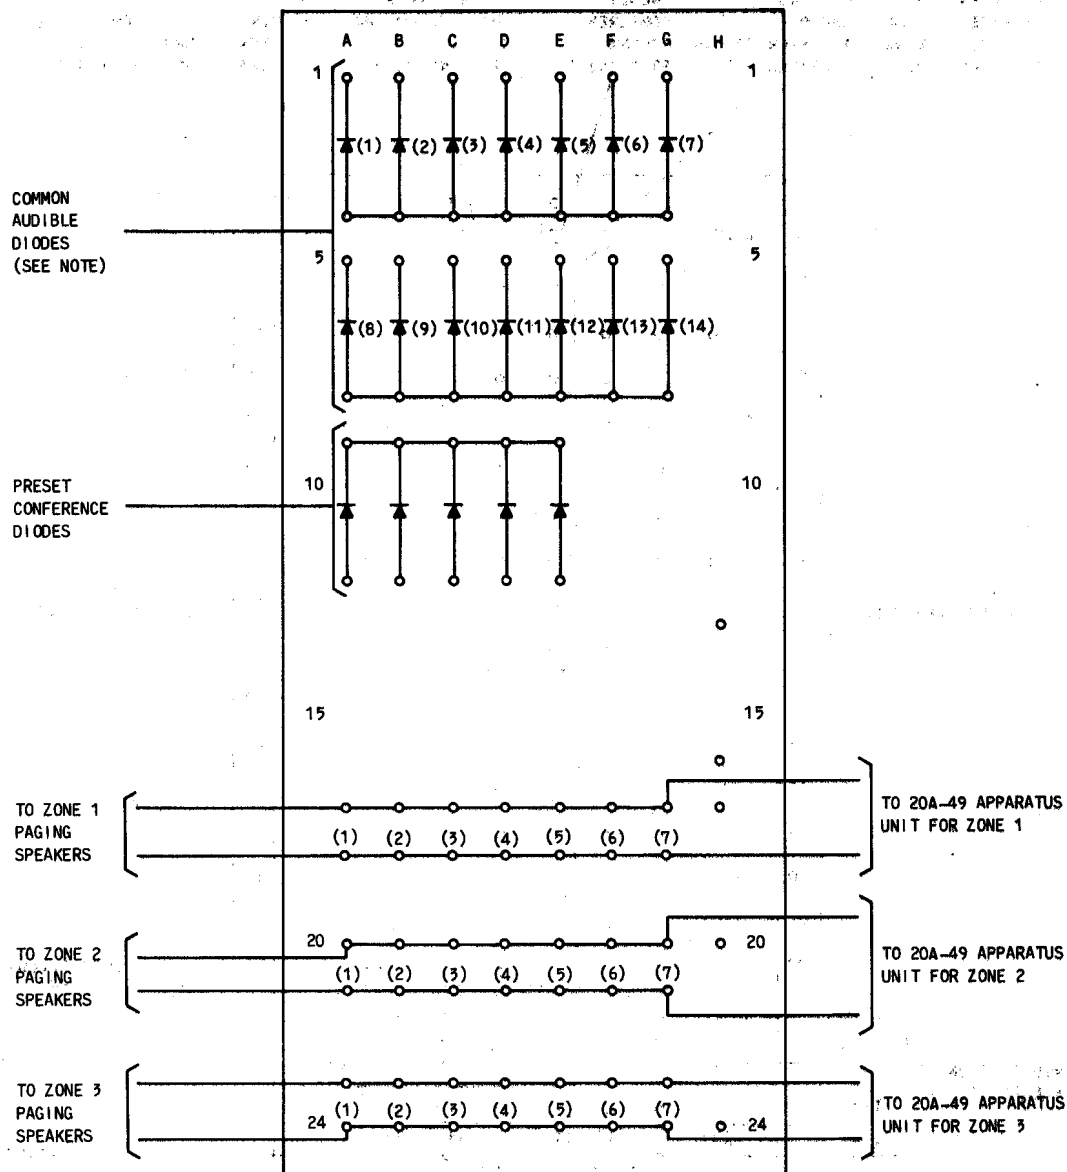 A B C D E F G H
1 1
(1) (2) (3) (4) (5) (6) (7)
COMMON
AUDIBLE
DIODES
(SEE NOTE)
5 5
(8) (9) (10) (11) (12) (13) (14)
PRESET
CONFERENCE
DIODES
10 10
15 15
TO ZONE 1
PAGING
SPEAKERS
(1) (2) (3) (4) (5) (6) (7)
TO 20A-49 APPARATUS
UNIT FOR ZONE 1
20 20
TO ZONE 2
PAGING
SPEAKERS
(1) (2) (3) (4) (5) (6) (7)
TO 20A-49 APPARATUS
UNIT FOR ZONE 2
TO ZONE 3
PAGING
SPEAKERS
(1) (2) (3) (4) (5) (6) (7)
24 24
TO 20A-49 APPARATUS
UNIT FOR ZONE 3